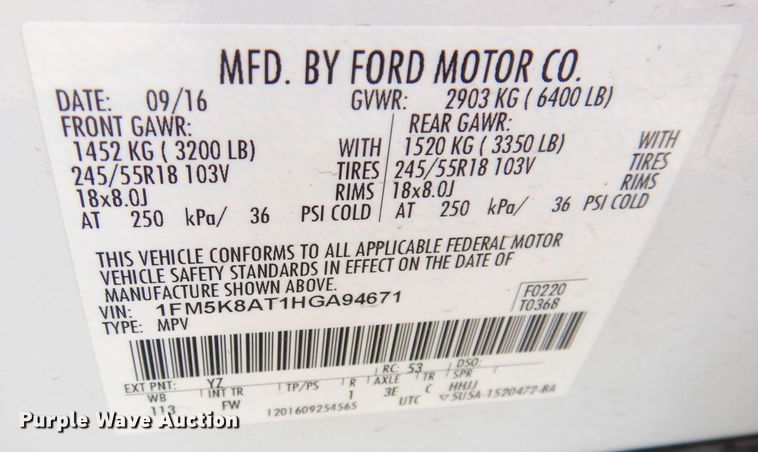 MFD. BY FORD MOTOR CO.
DATE: 09/16 GVWR: 2903 KG ( 6400 LB)
FRONT GAWR: REAR GAWR:
1452 KG ( 3200 LB) WITH 1520 KG ( 3350 LB) WITH
245/55R18 103V TIRES 245/55R18 103V TIRES
18x8.0J RIMS 18x8.0J RIMS
AT 250 kPa/ 36 PSI COLD AT 250 kPa/ 36 PSI COLD
THIS VEHICLE CONFORMS TO ALL APPLICABLE FEDERAL MOTOR
VEHICLE SAFETY STANDARDS IN EFFECT ON THE DATE OF
MANUFACTURE SHOWN ABOVE.
VIN: 1FM5K8AT1HGA94671 F0220
TYPE: MPV T0368
EXT PNT: YZ RC: 53 DSO:
WB INT TR TP/PS R AXLE TR SPR
113 FW 1 3E C HHJJ
1201609254565 UTC 5U5A-1520472-BA
Purple Wave Auction